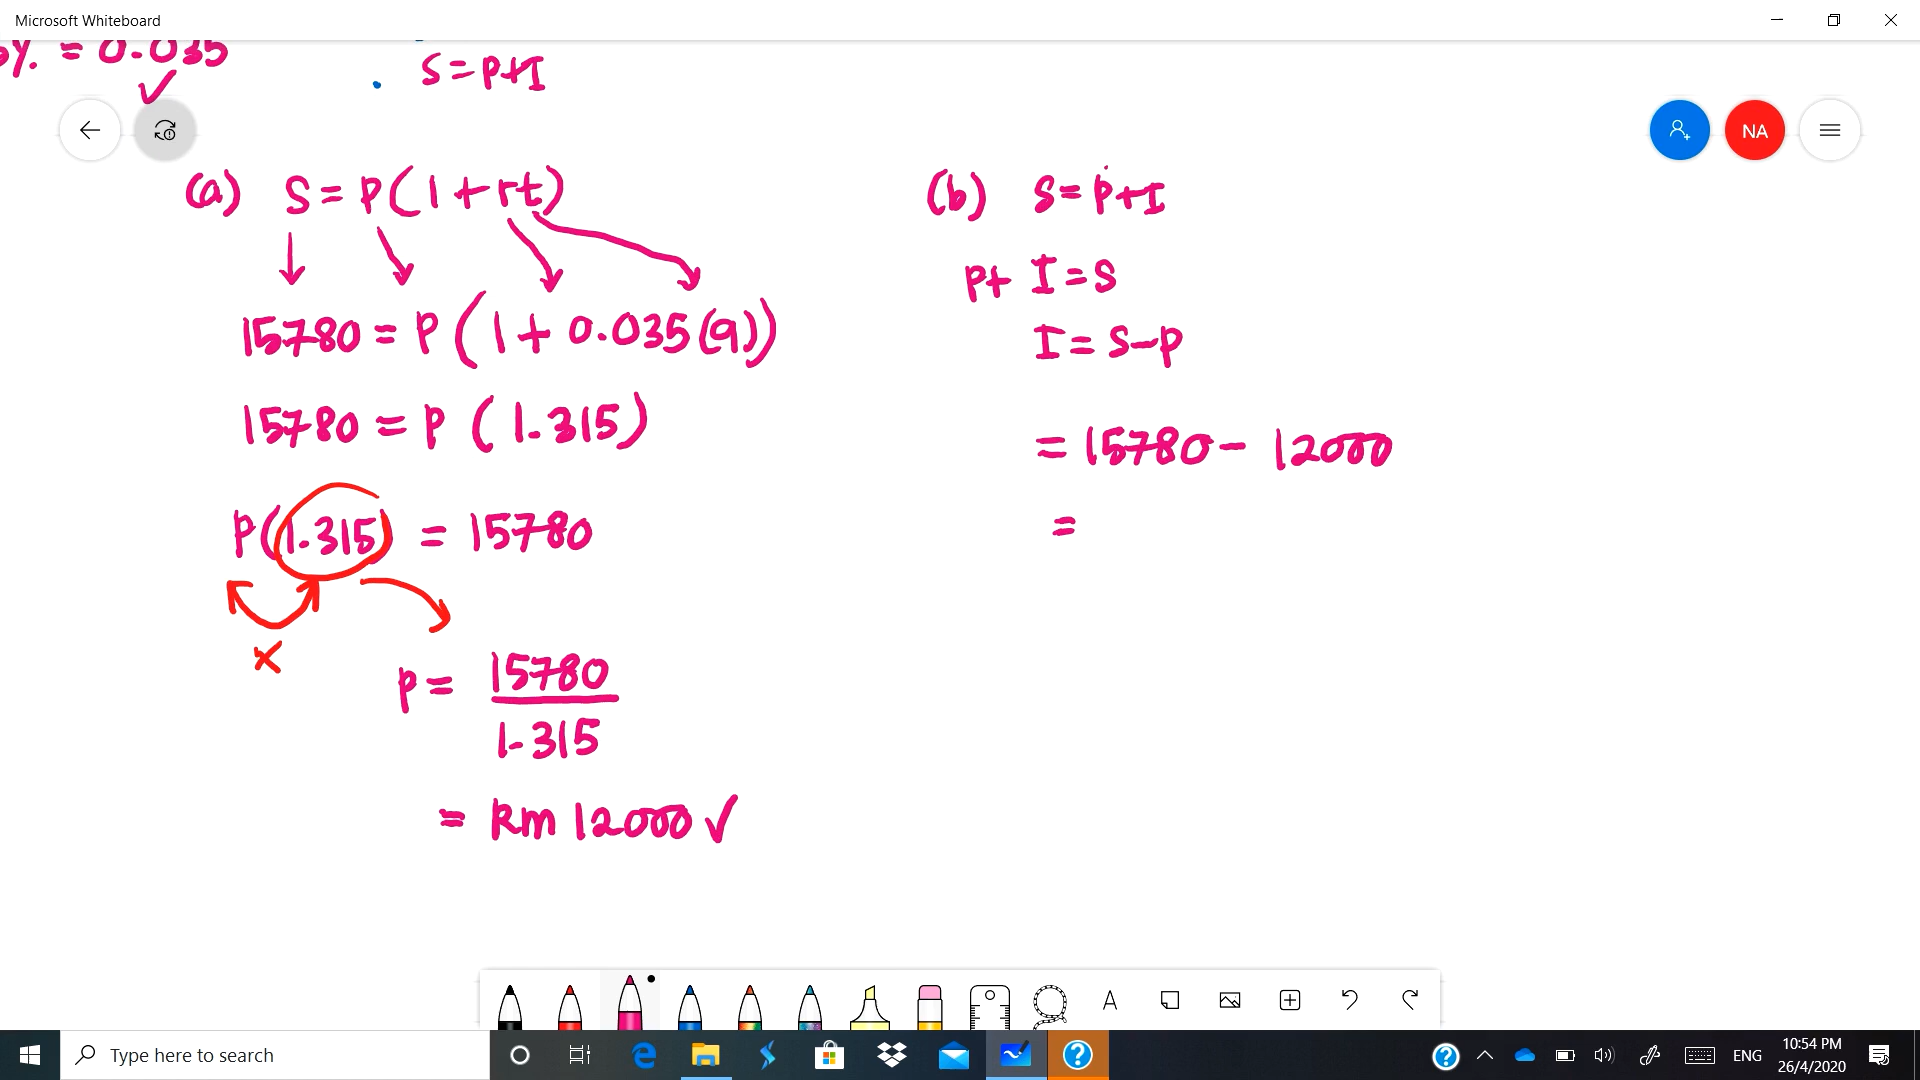 Microsoft Whiteboard
%. = 0.035 ✓
S = P+I
NA
(a) S = P(1+rt)
15780 = P(1+0.035(9))
15780 = P(1.315)
P(1.315) = 15780
×
P = 15780
1.315
= RM 12000 ✓
(b) S = P+I
P+ I = S
I = S-P
= 15780 - 12000
=
A
Type here to search
ENG
10:54 PM
26/4/2020